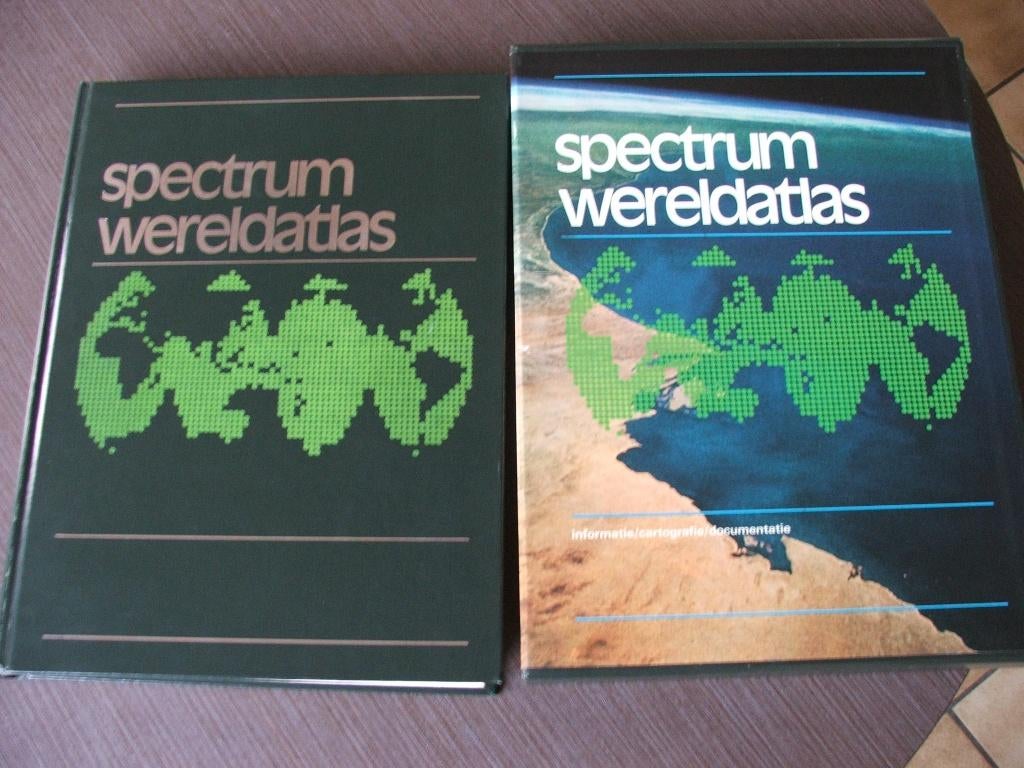 spectrum
wereldatlas
spectrum
wereldatlas
informatie/cartografie/documentatie